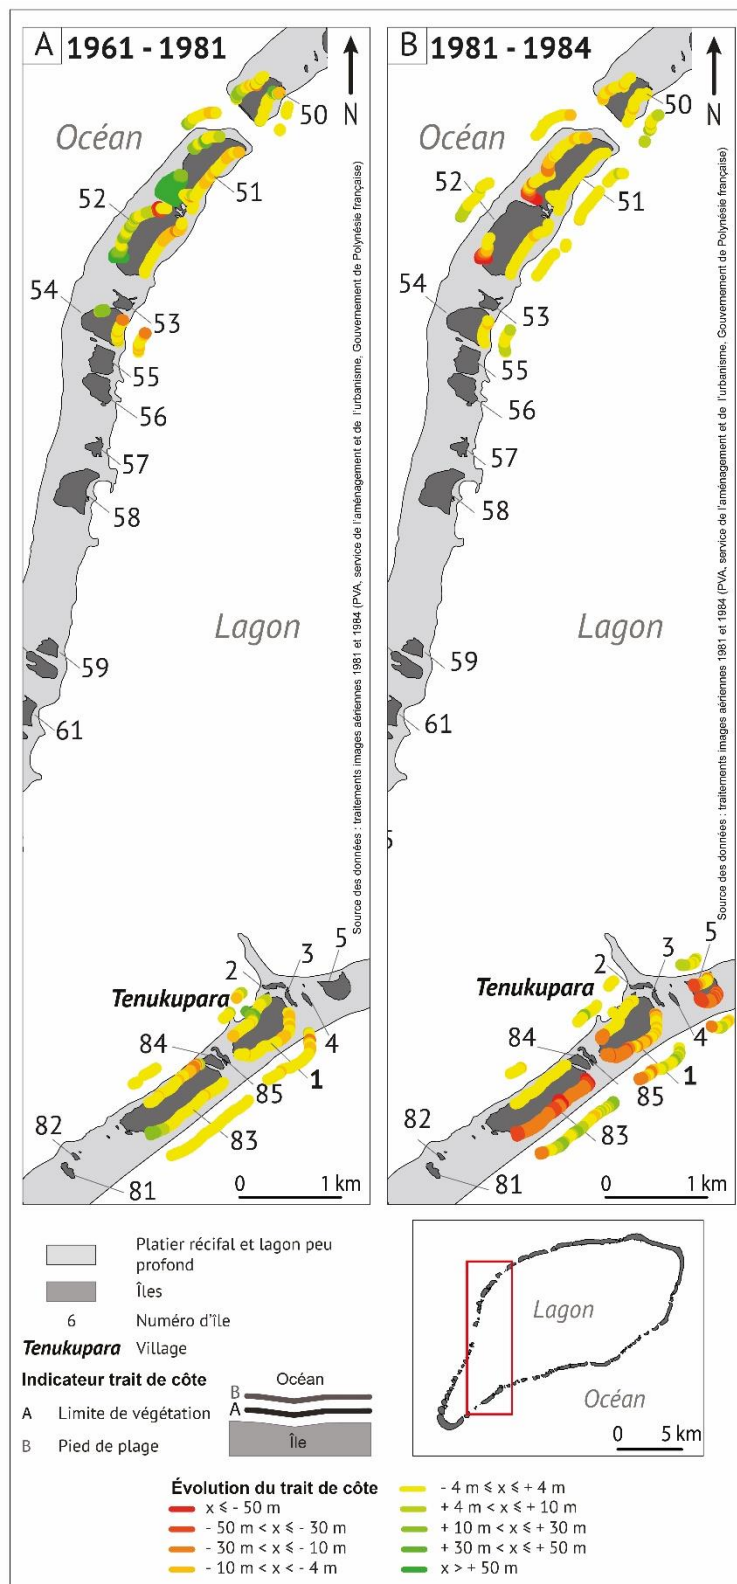 A 1961 - 1981
N
Océan
50
51
52
54
53
55
56
57
58
Lagon
59
61
5
2
3
Tenukupara
4
84
1
85
82
83
81
0 1 km
Source des données : traitements images aériennes 1981 et 1984 (PVA, service de l'aménagement et de l'urbanisme, Gouvernement de Polynésie française)
B 1981 - 1984
N
Océan
50
51
52
54
53
55
56
57
58
Lagon
59
61
5
2
3
Tenukupara
4
84
1
85
82
83
81
0 1 km
Source des données : traitements images aériennes 1981 et 1984 (PVA, service de l'aménagement et de l'urbanisme, Gouvernement de Polynésie française)
Platier récifal et lagon peu
profond
Îles
6 Numéro d'île
Tenukupara Village
Indicateur trait de côte
A Limite de végétation
B Pied de plage
Océan
B
A
Île
Lagon
Océan
0 5 km
Évolution du trait de côte
x ⩽ - 50 m
- 50 m < x ⩽ - 30 m
- 30 m < x ⩽ - 10 m
- 10 m < x < - 4 m
- 4 m ⩽ x ⩽ + 4 m
+ 4 m < x ⩽ + 10 m
+ 10 m < x ⩽ + 30 m
+ 30 m < x ⩽ + 50 m
x > + 50 m